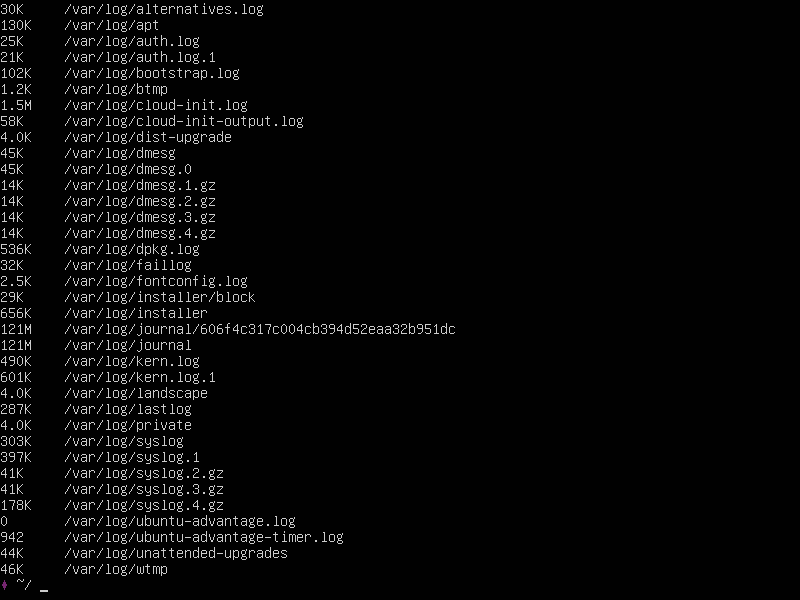 30K     /var/log/alternatives.log
130K    /var/log/apt
25K     /var/log/auth.log
21K     /var/log/auth.log.1
102K    /var/log/bootstrap.log
1.2K    /var/log/btmp
1.5M    /var/log/cloud-init.log
58K     /var/log/cloud-init-output.log
4.0K    /var/log/dist-upgrade
45K     /var/log/dmesg
45K     /var/log/dmesg.0
14K     /var/log/dmesg.1.gz
14K     /var/log/dmesg.2.gz
14K     /var/log/dmesg.3.gz
14K     /var/log/dmesg.4.gz
536K    /var/log/dpkg.log
32K     /var/log/faillog
2.5K    /var/log/fontconfig.log
29K     /var/log/installer/block
656K    /var/log/installer
121M    /var/log/journal/606f4c317c004cb394d52eaa32b951dc
121M    /var/log/journal
490K    /var/log/kern.log
601K    /var/log/kern.log.1
4.0K    /var/log/landscape
287K    /var/log/lastlog
4.0K    /var/log/private
303K    /var/log/syslog
397K    /var/log/syslog.1
41K     /var/log/syslog.2.gz
41K     /var/log/syslog.3.gz
178K    /var/log/syslog.4.gz
0       /var/log/ubuntu-advantage.log
942     /var/log/ubuntu-advantage-timer.log
44K     /var/log/unattended-upgrades
46K     /var/log/wtmp
♦ ~/ _